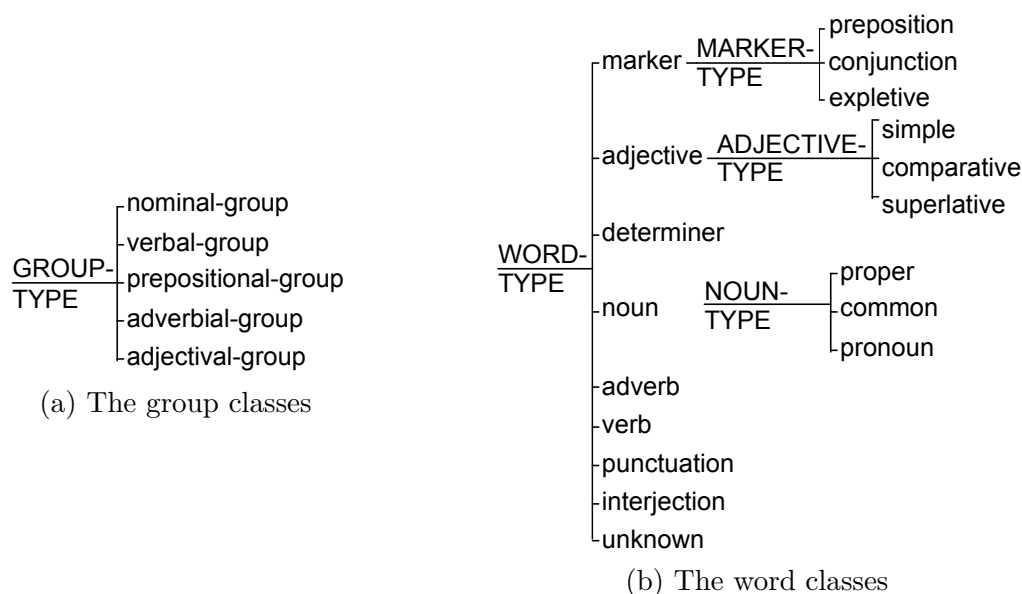 GROUP-
TYPE
nominal-group
verbal-group
prepositional-group
adverbial-group
adjectival-group
(a) The group classes
WORD-
TYPE
marker
MARKER-
TYPE
preposition
conjunction
expletive
adjective
ADJECTIVE-
TYPE
simple
comparative
superlative
determiner
noun
NOUN-
TYPE
proper
common
pronoun
adverb
verb
punctuation
interjection
unknown
(b) The word classes